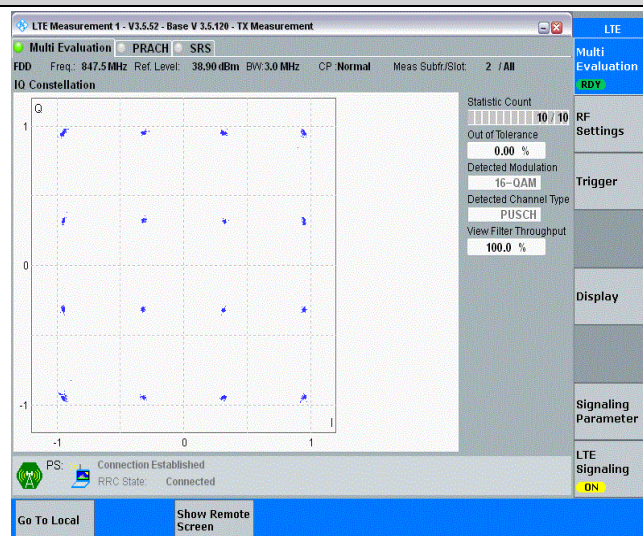 LTE Measurement 1 - V3.5.52 - Base V 3.5.120 - TX Measurement
LTE
Multi Evaluation PRACH SRS
Multi
Evaluation
RDY
FDD Freq.: 847.5 MHz Ref. Level: 38.90 dBm BW:3.0 MHz CP :Normal Meas Subfr./Slot: 2 / All
IQ Constellation
Statistic Count
10 / 10
Out of Tolerance
0.00 %
Detected Modulation
16-QAM
Detected Channel Type
PUSCH
View Filter Throughput
100.0 %
Q
1
0
-1
I
-1 0 1
RF
Settings
Trigger
Display
Signaling
Parameter
LTE
Signaling
ON
PS: Connection Established
RRC State: Connected
Go To Local
Show Remote
Screen